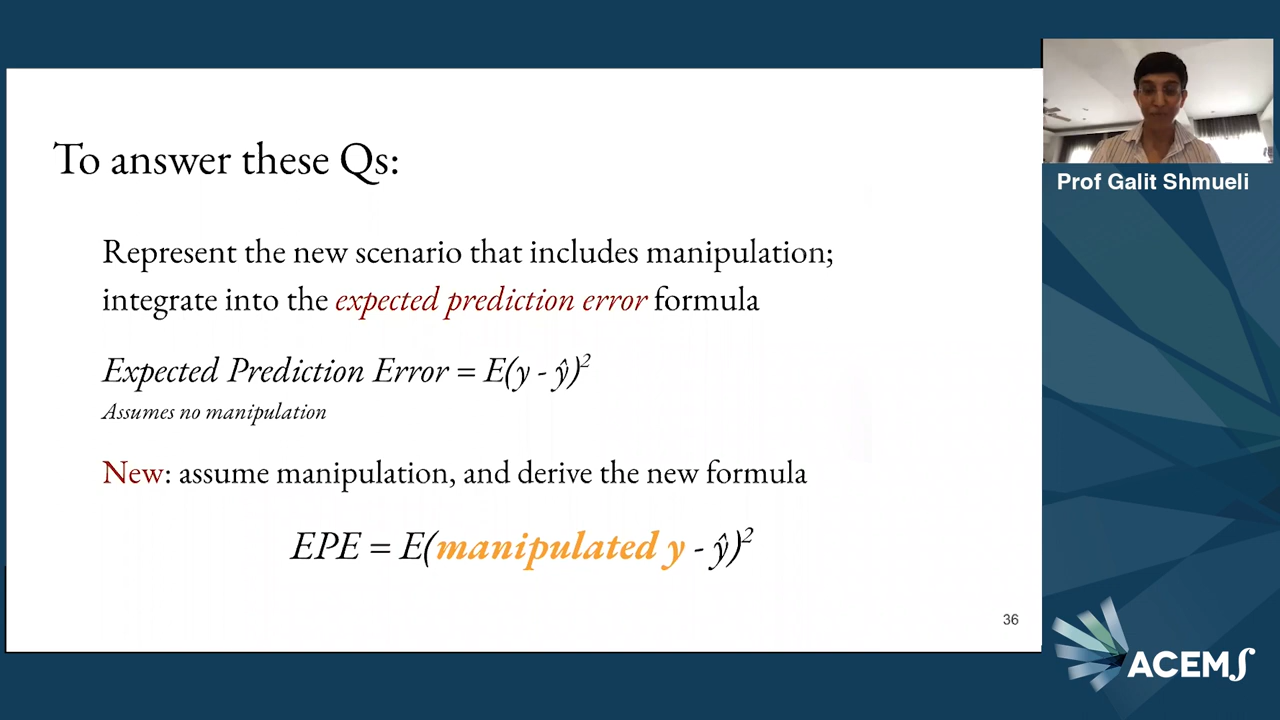 To answer these Qs:
Represent the new scenario that includes manipulation;
integrate into the expected prediction error formula
Expected Prediction Error = E(y - ŷ)²
Assumes no manipulation
New: assume manipulation, and derive the new formula
EPE = E(manipulated y - ŷ)²
36
Prof Galit Shmueli
ACEMS